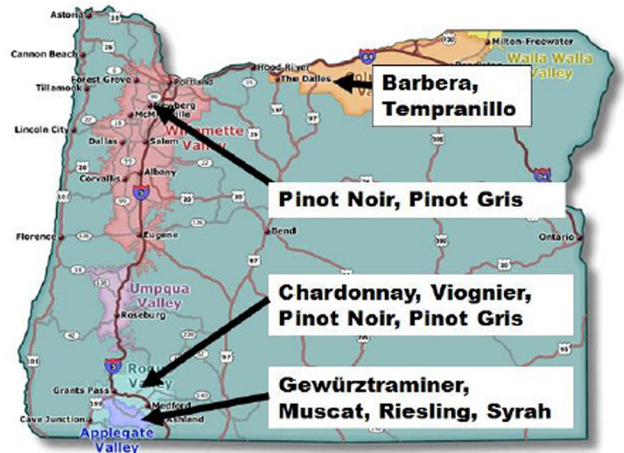 Astoria
Cannon Beach
Tillamook
Forest Grove
Portland
Hood River
The Dalles
Milton-Freewater
Walla Walla
Valley
Barbera,
Tempranillo
Newberg
Lincoln City
Willamette
Valley
Dallas
Salem
Corvallis
Albany
Pinot Noir, Pinot Gris
Florence
Eugene
Bend
Ontario
Umpqua
Valley
Roseburg
Chardonnay, Viognier,
Pinot Noir, Pinot Gris
Grants Pass
Medford
Cave Junction
Ashland
Applegate
Valley
Gewürztraminer,
Muscat, Riesling, Syrah